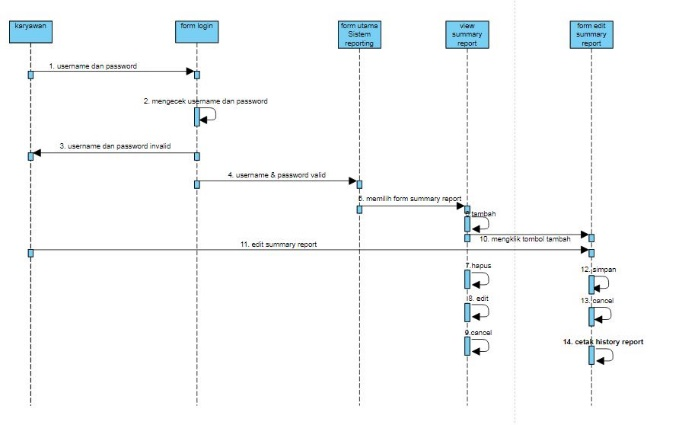 karyawan
form login
form utama
Sistem
reporting
view
summary
report
form edit
summary
report
1. username dan password
2. mengecek username dan password
3. username dan password invalid
4. username & password valid
5. memilih form summary report
6.tambah
10. mengklik tombol tambah
11. edit summary report
7.hapus
12. simpan
8. edit
13. cancel
9.cancel
14. cetak history report